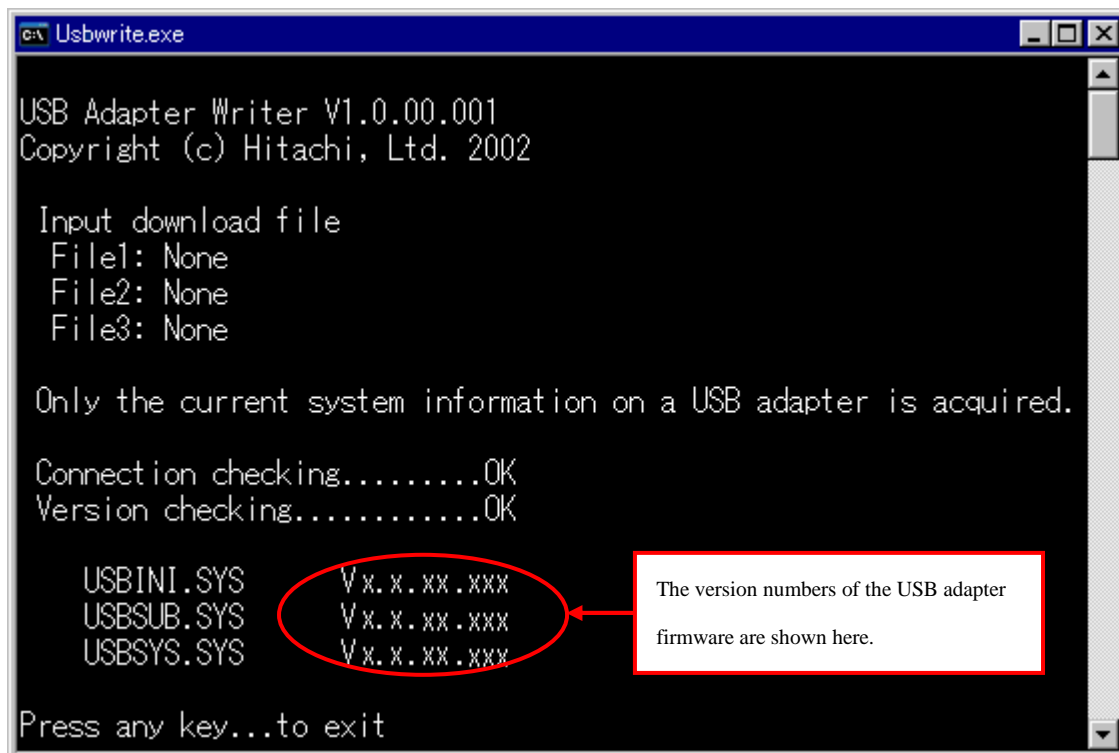 Usbwrite.exe
USB Adapter Writer V1.0.00.001
Copyright (c) Hitachi, Ltd. 2002
Input download file
File1: None
File2: None
File3: None
Only the current system information on a USB adapter is acquired.
Connection checking.........OK
Version checking............OK
USBINI.SYS Vx.x.xx.xxx
USBSUB.SYS Vx.x.xx.xxx
USBSYS.SYS Vx.x.xx.xxx
The version numbers of the USB adapter
firmware are shown here.
Press any key...to exit